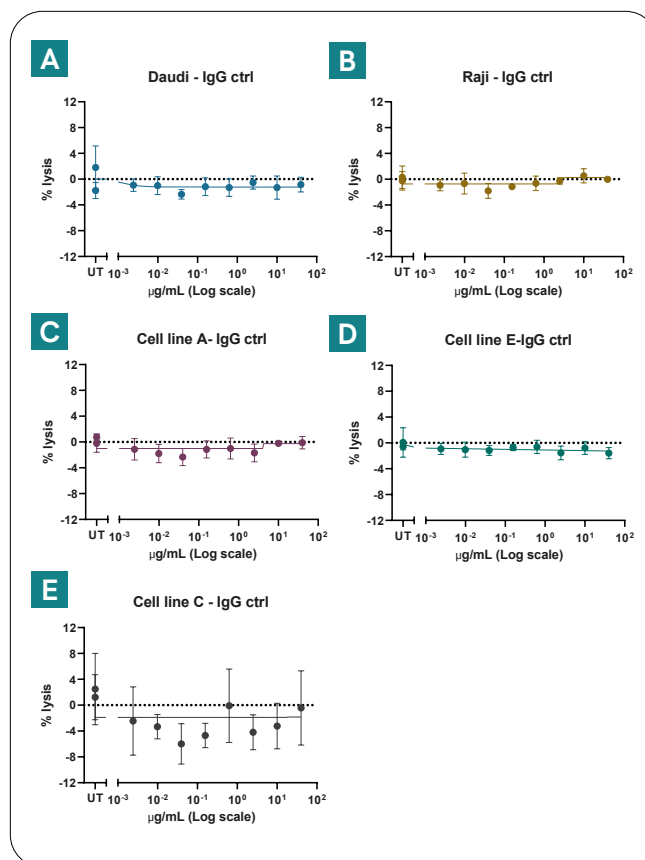 A
Daudi - IgG ctrl
12
8
4
0
-4
-8
-12
% lysis
UT 10⁻³ 10⁻² 10⁻¹ 10⁰ 10¹ 10²
µg/mL (Log scale)
B
Raji - IgG ctrl
12
8
4
0
-4
-8
-12
% lysis
UT 10⁻³ 10⁻² 10⁻¹ 10⁰ 10¹ 10²
µg/mL (Log scale)
C
Cell line A- IgG ctrl
12
8
4
0
-4
-8
-12
% lysis
UT 10⁻³ 10⁻² 10⁻¹ 10⁰ 10¹ 10²
µg/mL (Log scale)
D
Cell line E-IgG ctrl
12
8
4
0
-4
-8
-12
% lysis
UT 10⁻³ 10⁻² 10⁻¹ 10⁰ 10¹ 10²
µg/mL (Log scale)
E
Cell line C - IgG ctrl
12
8
4
0
-4
-8
-12
% lysis
UT 10⁻³ 10⁻² 10⁻¹ 10⁰ 10¹ 10²
µg/mL (Log scale)